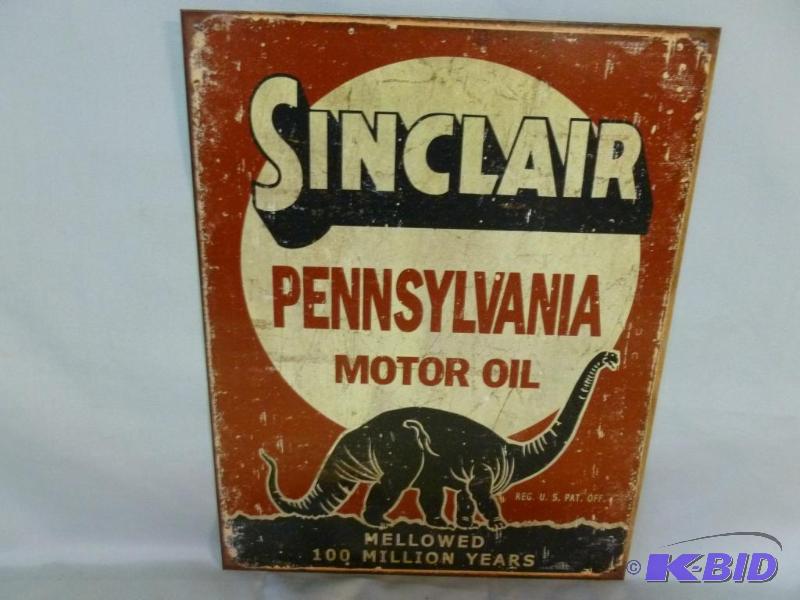 SINCLAIR
PENNSYLVANIA
MOTOR OIL
REG. U. S. PAT. OFF.
MELLOWED
100 MILLION YEARS
© K-BID